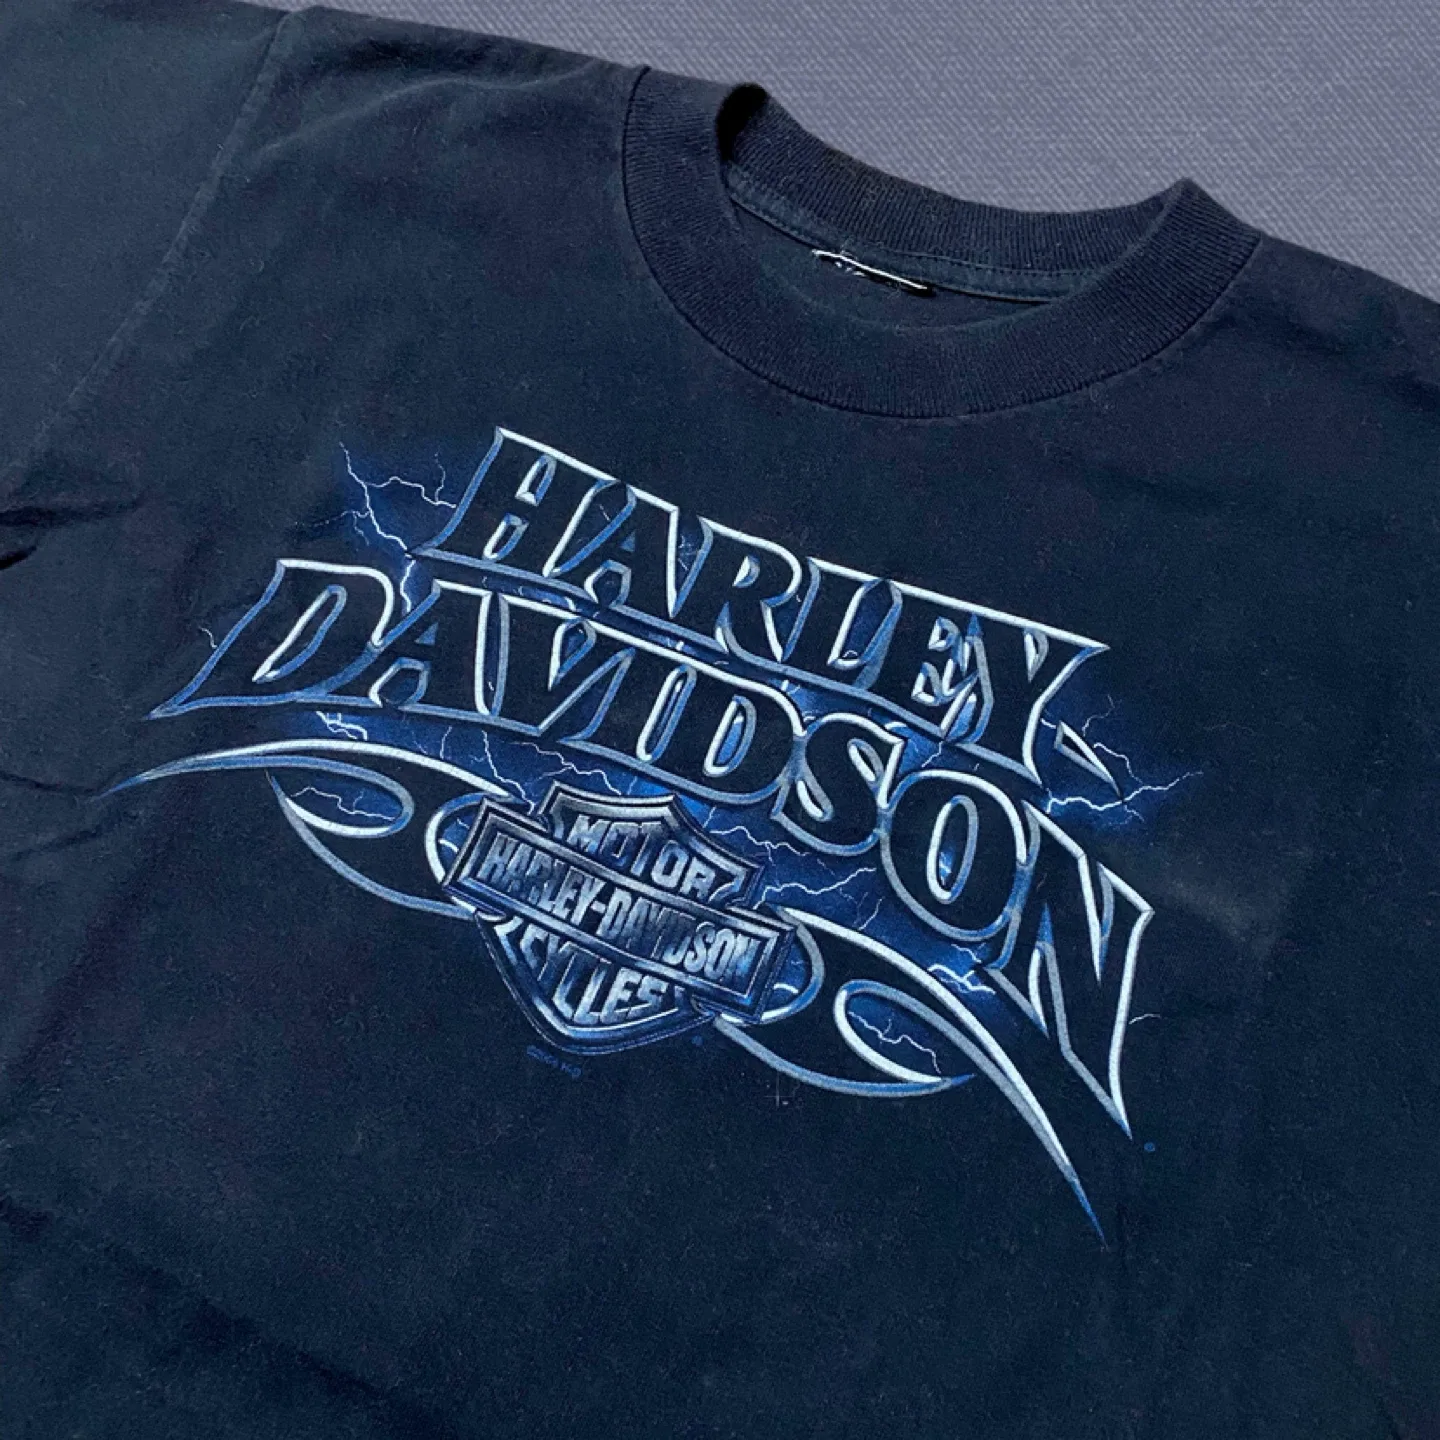 HARLEY
DAVIDSON
MOTOR
HARLEY-DAVIDSON
CYCLES
®
®